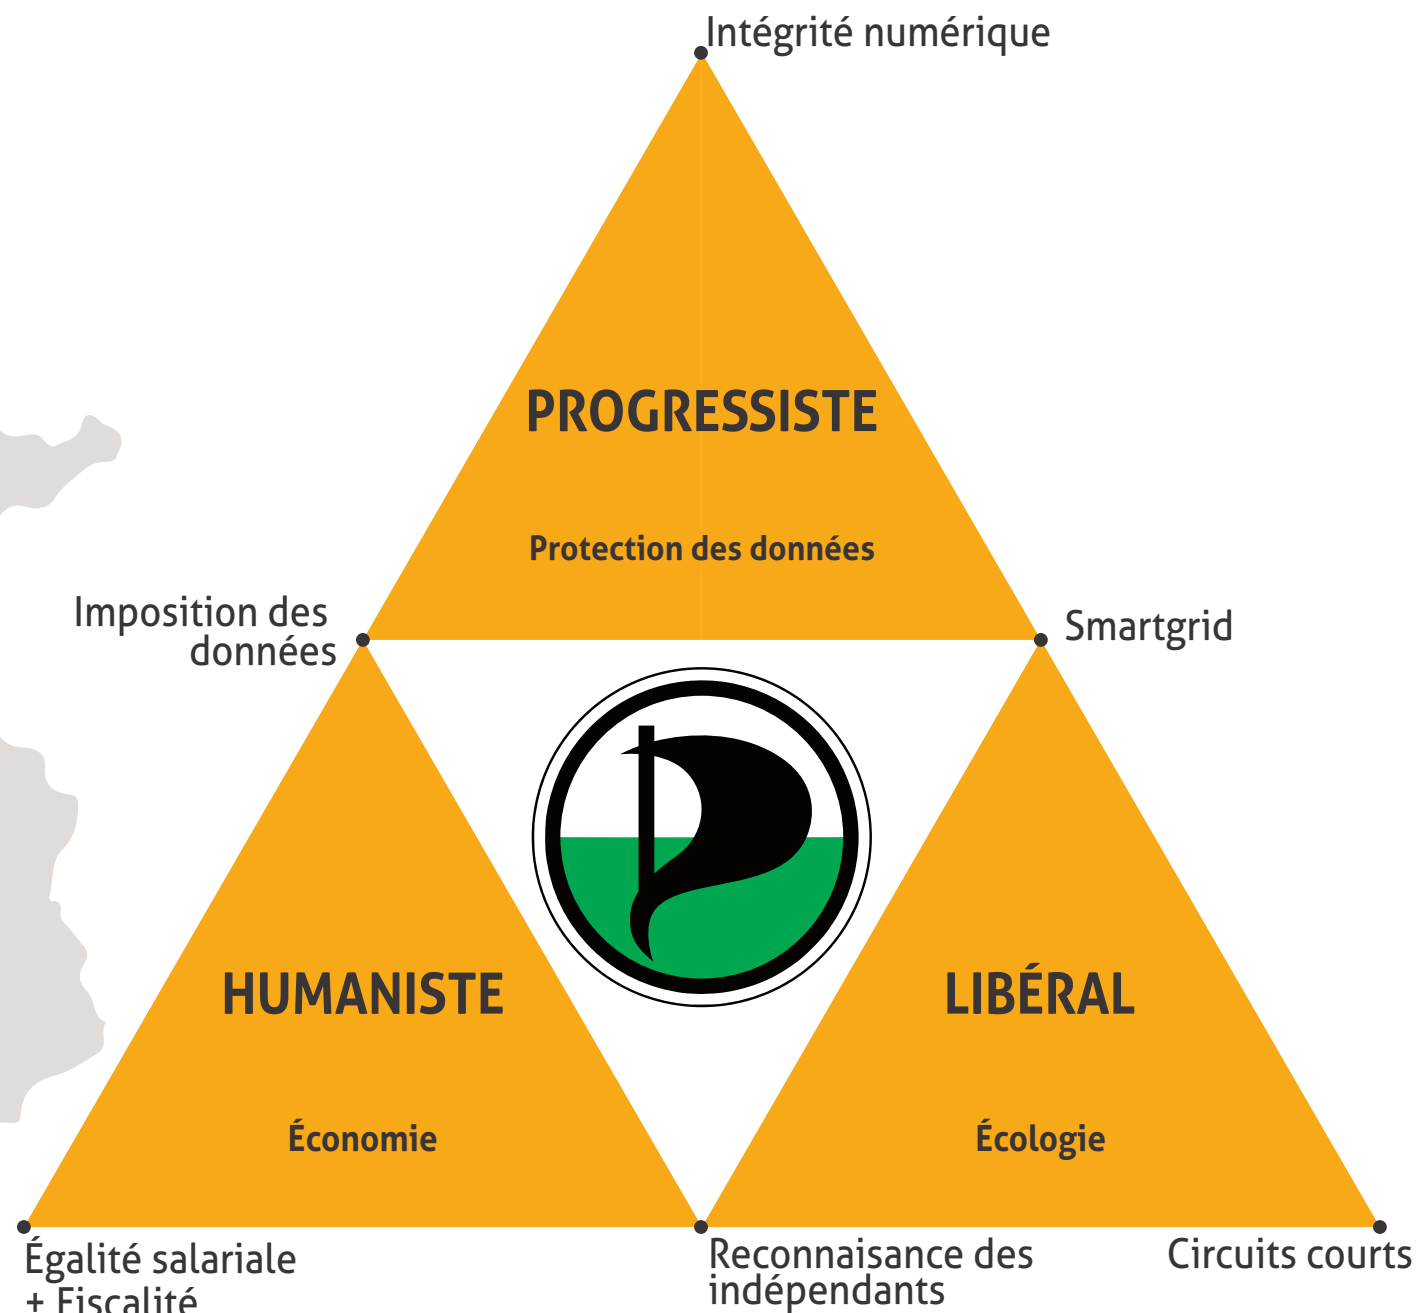 Intégrité numérique
PROGRESSISTE
Protection des données
Imposition des
données
Smartgrid
HUMANISTE
LIBÉRAL
Économie
Écologie
Égalité salariale
+ Fiscalité
Reconnaisance des
indépendants
Circuits courts